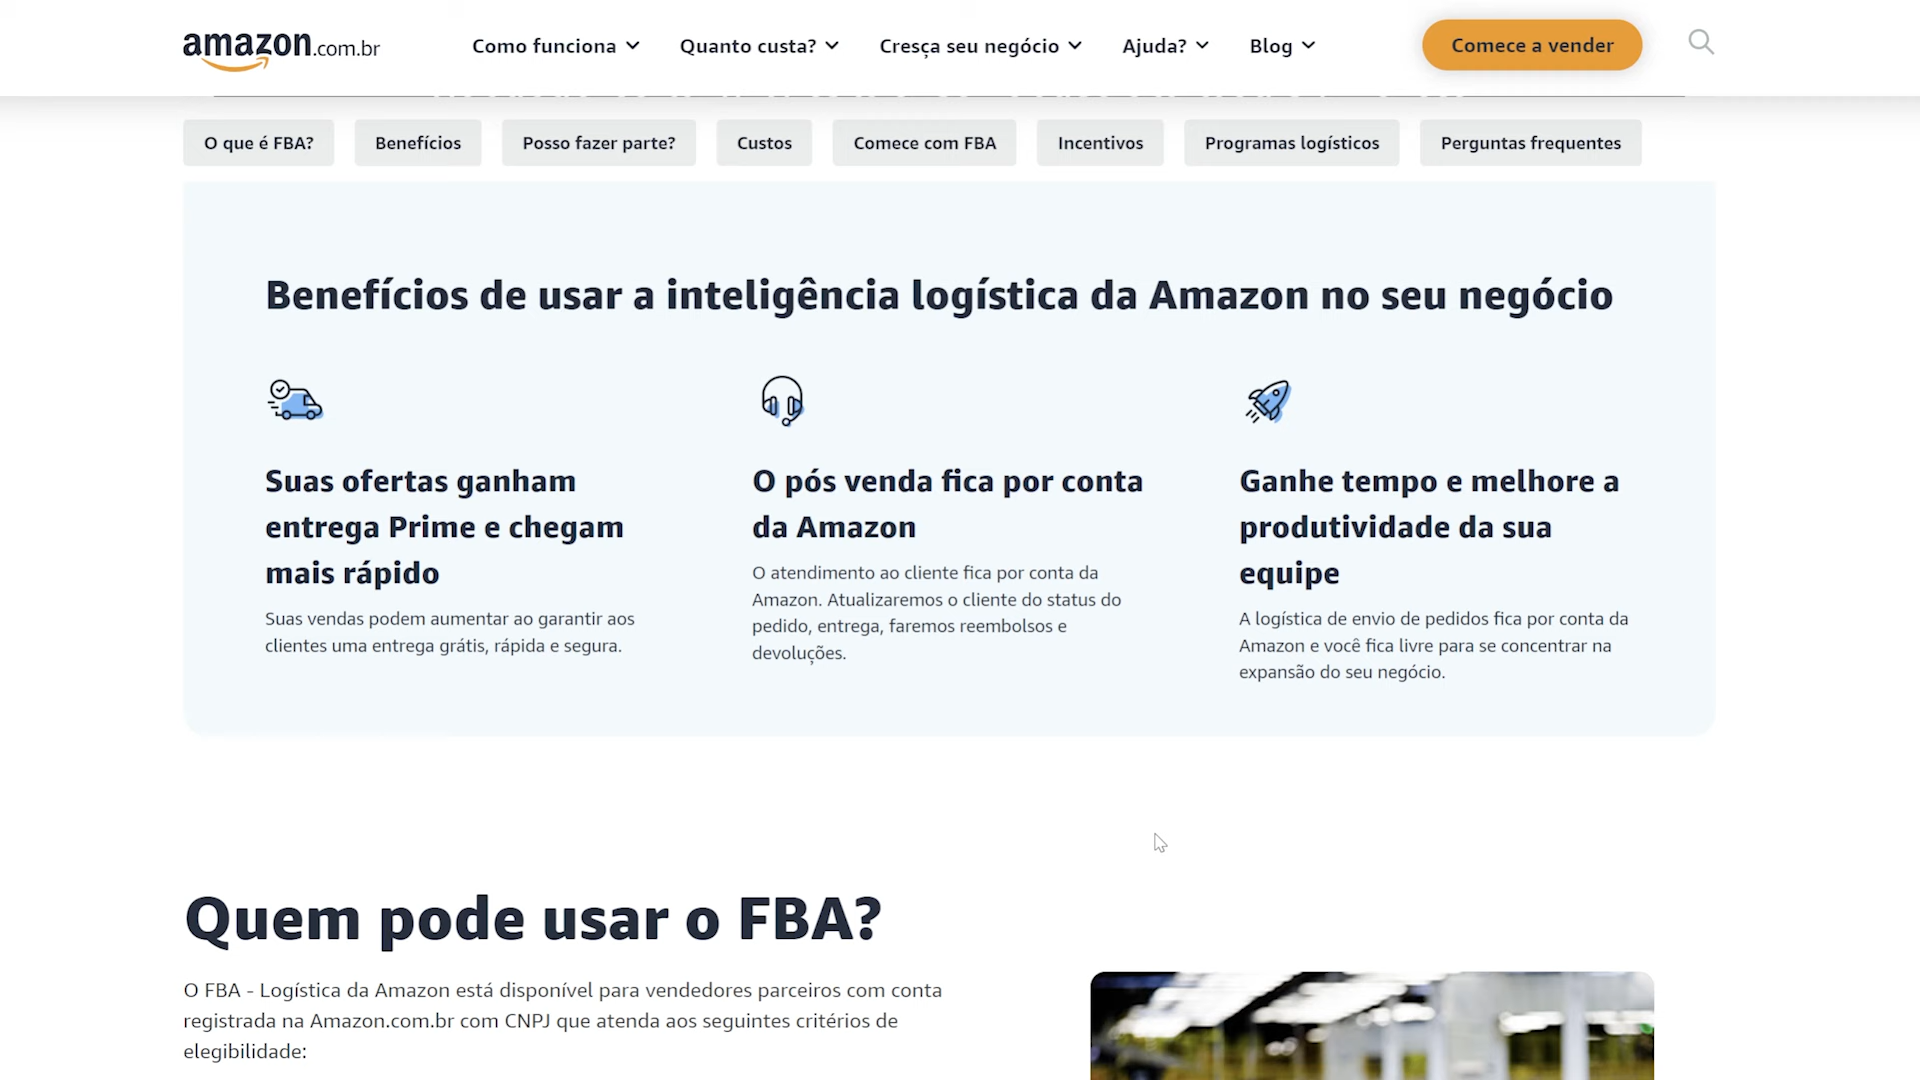 amazon.com.br
Como funciona
Quanto custa?
Cresça seu negócio
Ajuda?
Blog
Comece a vender
O que é FBA?
Benefícios
Posso fazer parte?
Custos
Comece com FBA
Incentivos
Programas logísticos
Perguntas frequentes
Benefícios de usar a inteligência logística da Amazon no seu negócio
Suas ofertas ganham
entrega Prime e chegam
mais rápido
Suas vendas podem aumentar ao garantir aos
clientes uma entrega grátis, rápida e segura.
O pós venda fica por conta
da Amazon
O atendimento ao cliente fica por conta da
Amazon. Atualizaremos o cliente do status do
pedido, entrega, faremos reembolsos e
devoluções.
Ganhe tempo e melhore a
produtividade da sua
equipe
A logística de envio de pedidos fica por conta da
Amazon e você fica livre para se concentrar na
expansão do seu negócio.
Quem pode usar o FBA?
O FBA - Logística da Amazon está disponível para vendedores parceiros com conta
registrada na Amazon.com.br com CNPJ que atenda aos seguintes critérios de
elegibilidade: